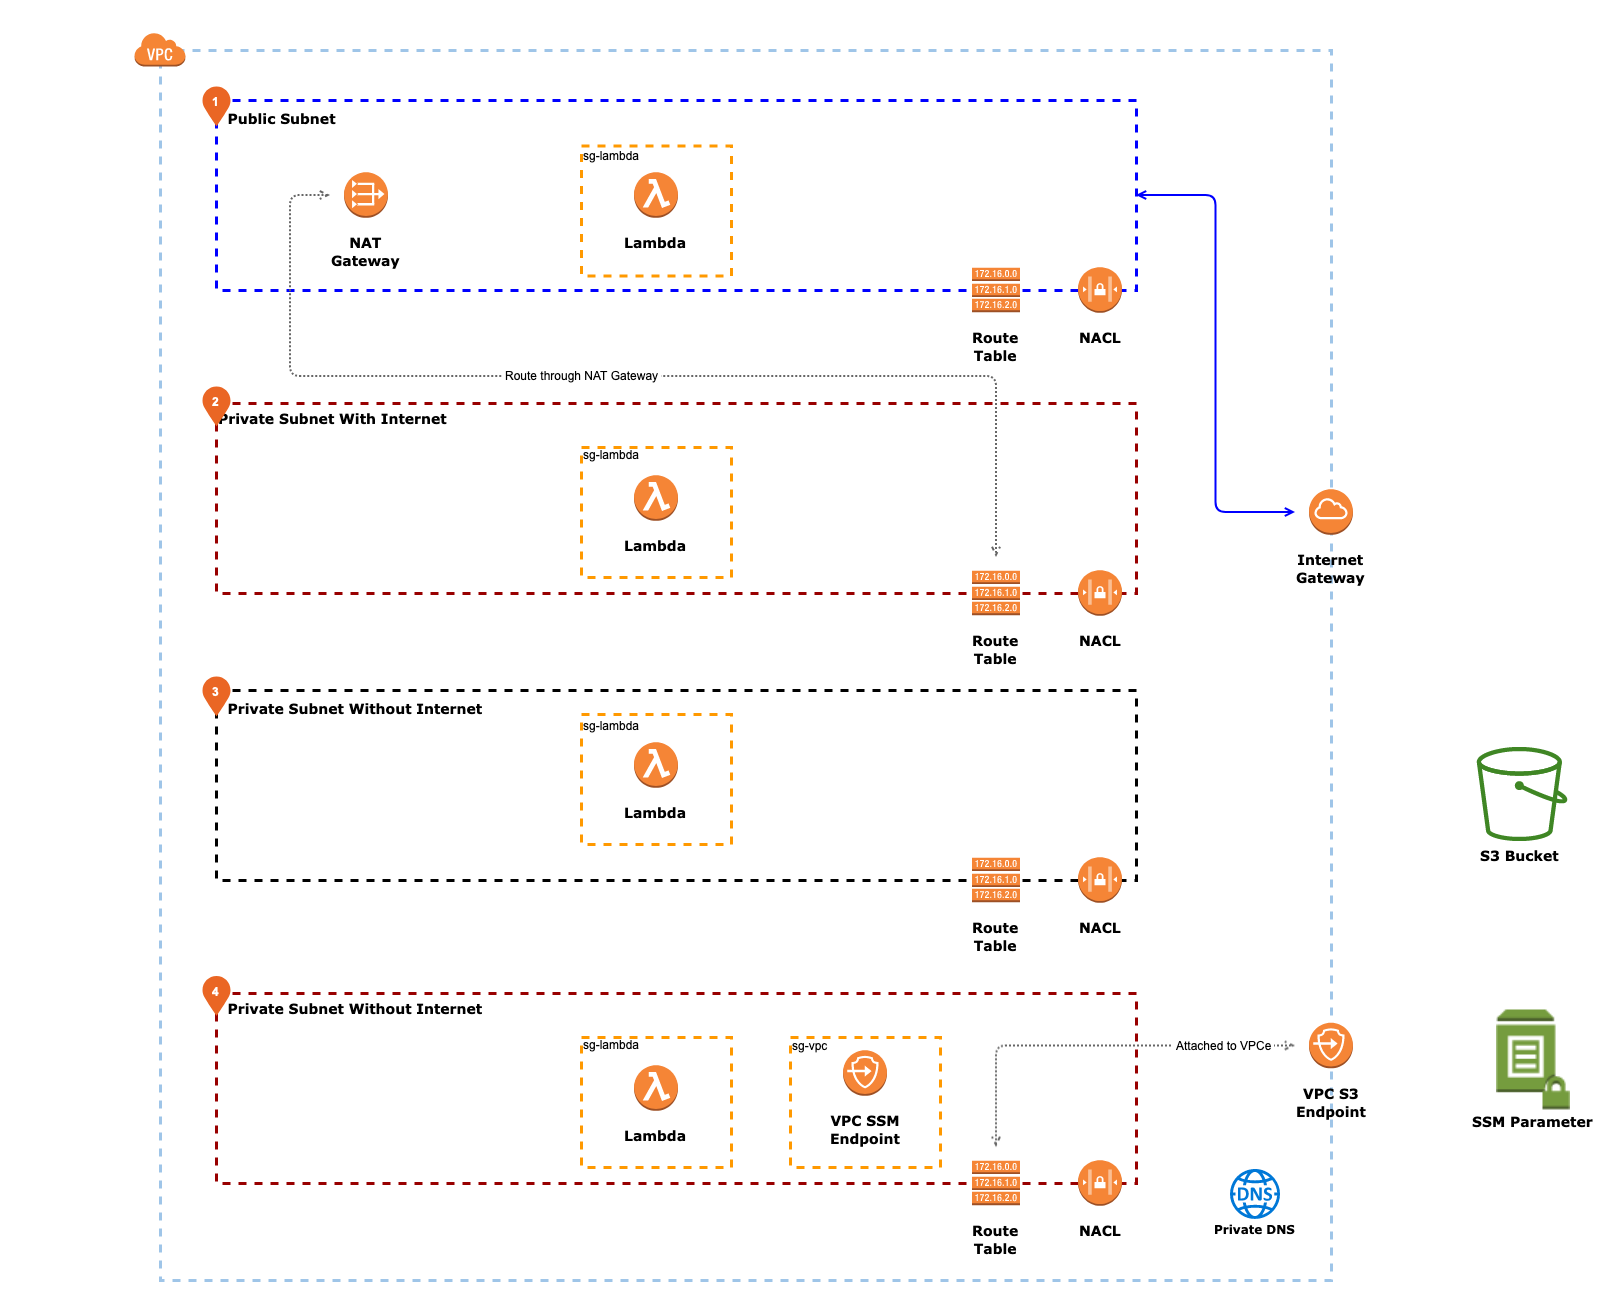 VPC
1
Public Subnet
sg-lambda
NAT
Gateway
Lambda
172.16.0.0
172.16.1.0
172.16.2.0
Route
Table
NACL
Route through NAT Gateway
2
Private Subnet With Internet
sg-lambda
Lambda
Internet
Gateway
172.16.0.0
172.16.1.0
172.16.2.0
Route
Table
NACL
3
Private Subnet Without Internet
sg-lambda
Lambda
S3 Bucket
172.16.0.0
172.16.1.0
172.16.2.0
Route
Table
NACL
4
Private Subnet Without Internet
sg-lambda
Lambda
sg-vpc
VPC SSM
Endpoint
Attached to VPCe
VPC S3
Endpoint
SSM Parameter
172.16.0.0
172.16.1.0
172.16.2.0
Route
Table
NACL
DNS
Private DNS